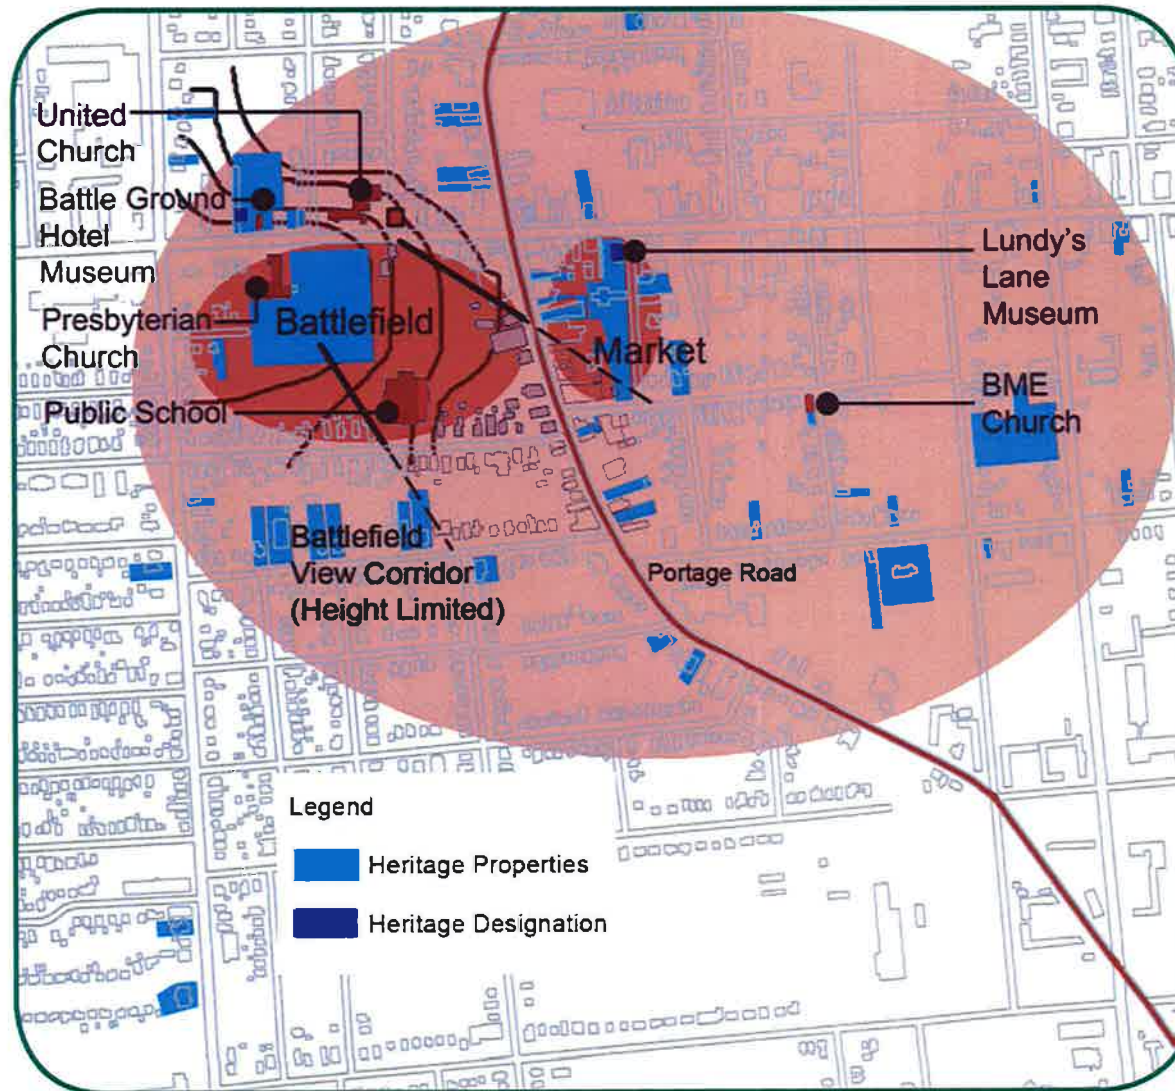 United
Church
Battle Ground
Hotel
Museum
Presbyterian
Church
Public School
Battlefield
Market
Lundy's
Lane
Museum
BME
Church
Battlefield
View Corridor
(Height Limited)
Portage Road
Legend
Heritage Properties
Heritage Designation